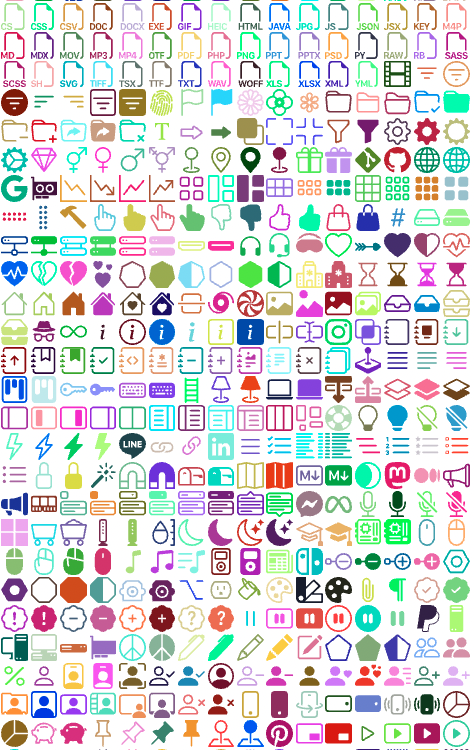 CS CSS CSV DOC DOCX EXE GIF HEIC HTML JAVA JPG JS JSON JSX KEY M4P
MD MDX MOV MP3 MP4 OTF PDF PHP PNG PPT PPTX PSD PY RAW RB SASS
SCSS SH SVG TIFF TSX TTF TXT WAV WOFF XLS XLSX XML YML
T
G
#
i i i i i i
LINE in
M M
P